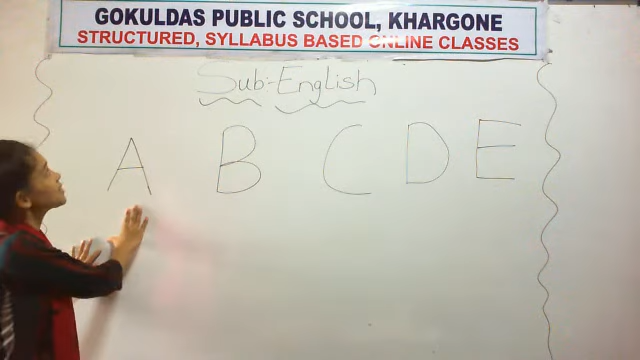 GOKULDAS PUBLIC SCHOOL, KHARGONE
STRUCTURED, SYLLABUS BASED ONLINE CLASSES
Sub:- English
A B C D E